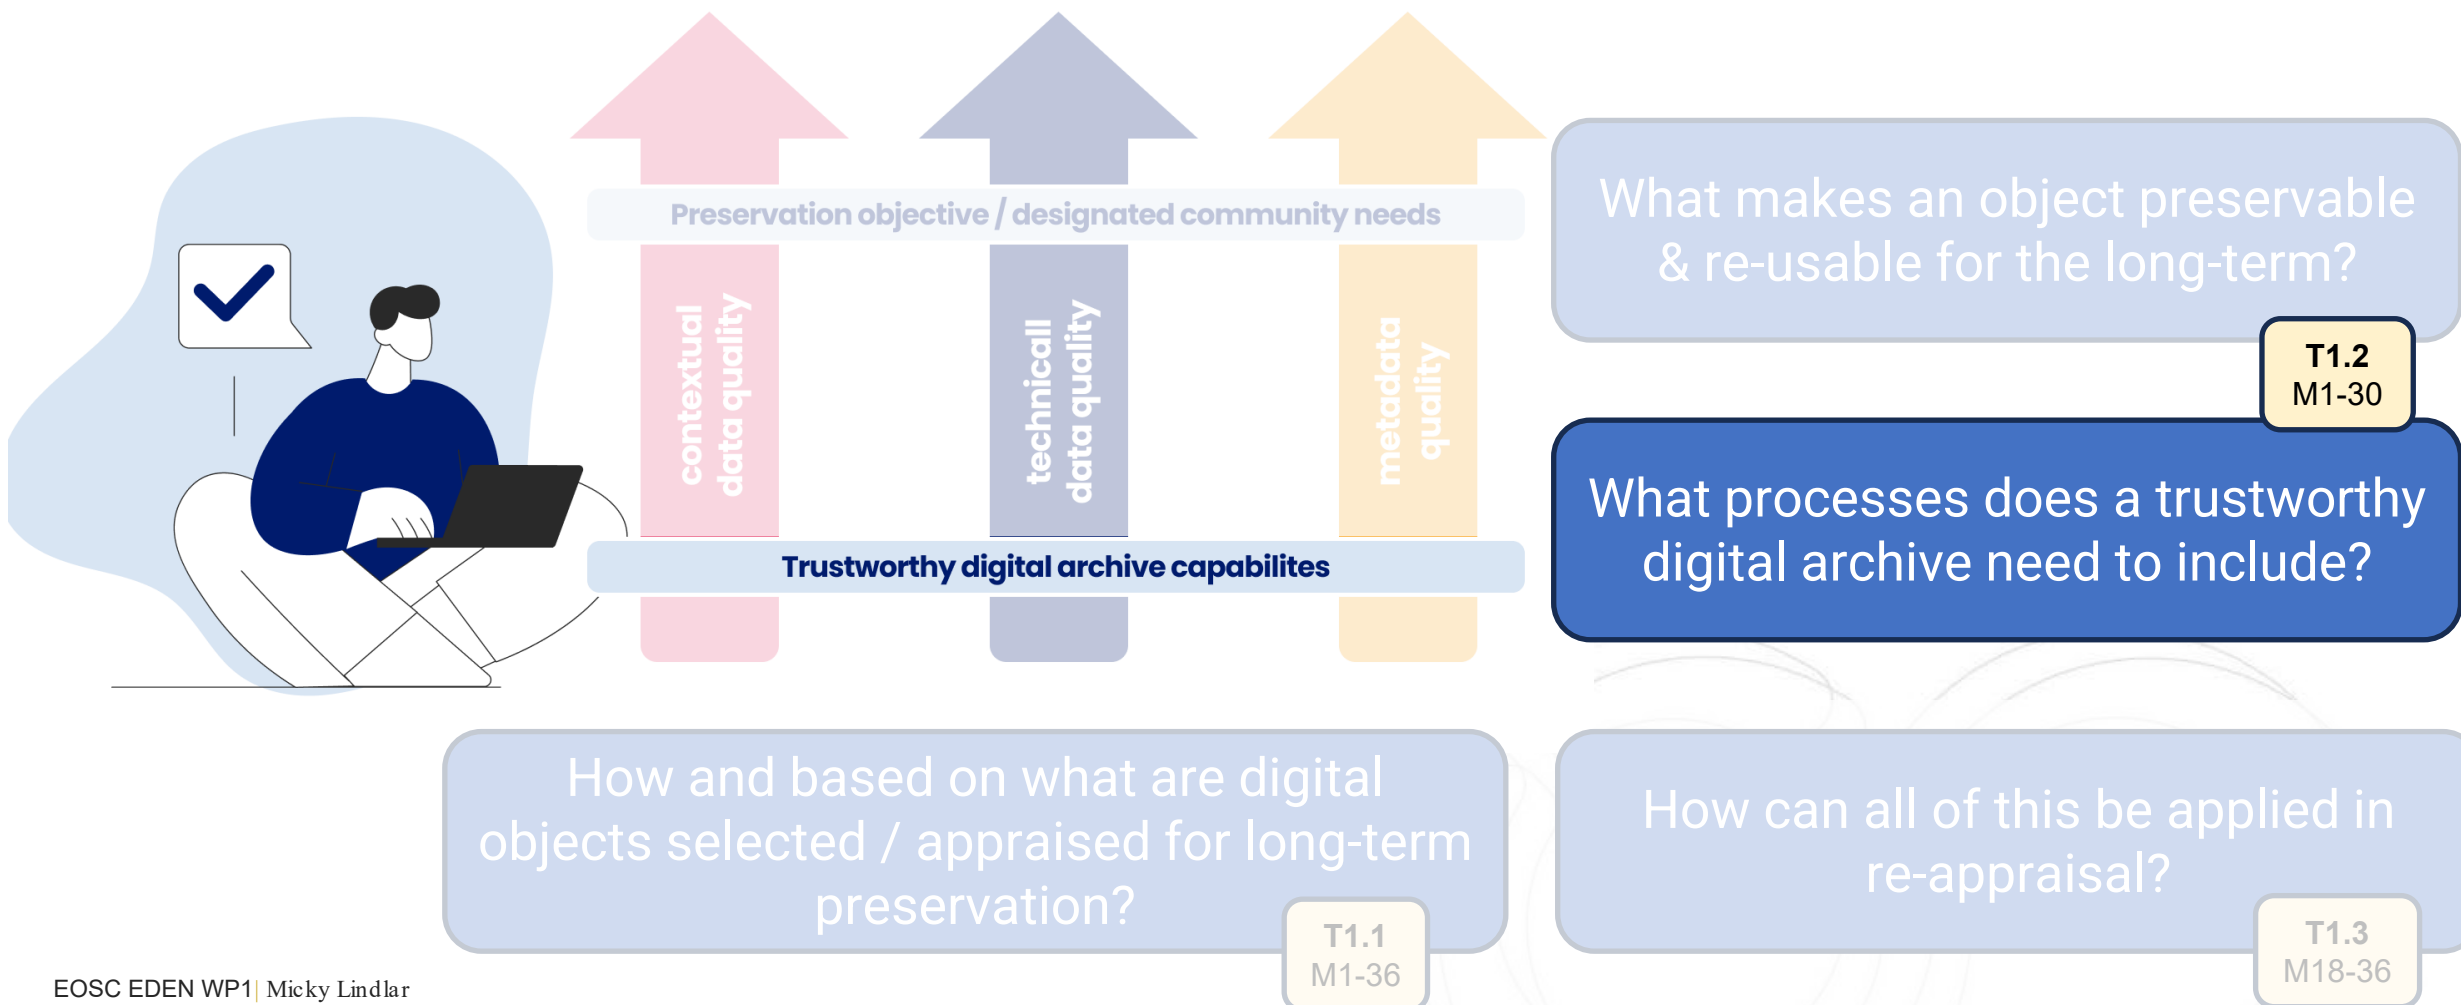 Preservation objective / designated community needs
contextual
data quality
technicall
data quality
metadata
quality
Trustworthy digital archive capabilites
What makes an object preservable
& re-usable for the long-term?
T1.2
M1-30
What processes does a trustworthy
digital archive need to include?
How and based on what are digital
objects selected / appraised for long-term
preservation?
T1.1
M1-36
How can all of this be applied in
re-appraisal?
T1.3
M18-36
EOSC EDEN WP1| Micky Lindlar